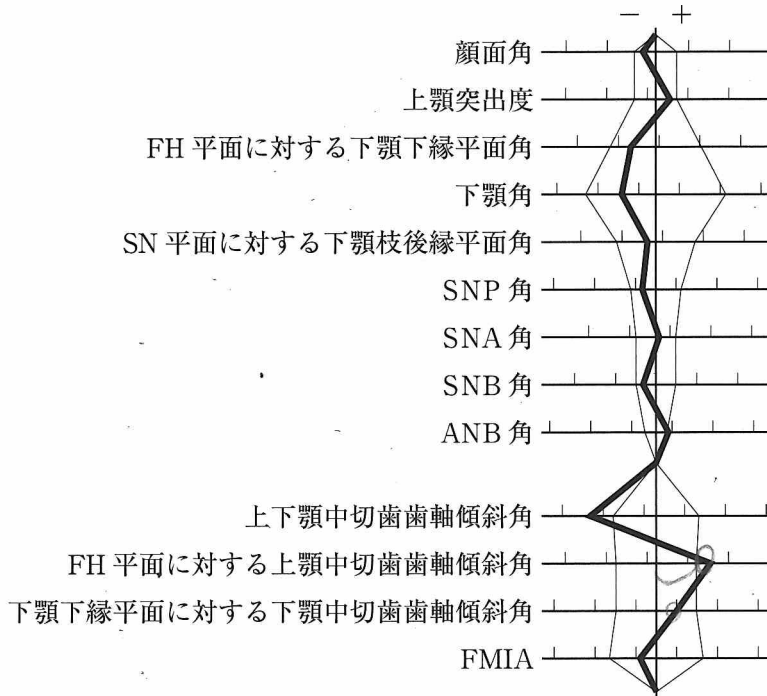 − +
顔面角
上顎突出度
FH 平面に対する下顎下縁平面角
下顎角
SN 平面に対する下顎枝後縁平面角
SNP 角
SNA 角
SNB 角
ANB 角
上下顎中切歯歯軸傾斜角
FH 平面に対する上顎中切歯歯軸傾斜角
下顎下縁平面に対する下顎中切歯歯軸傾斜角
FMIA